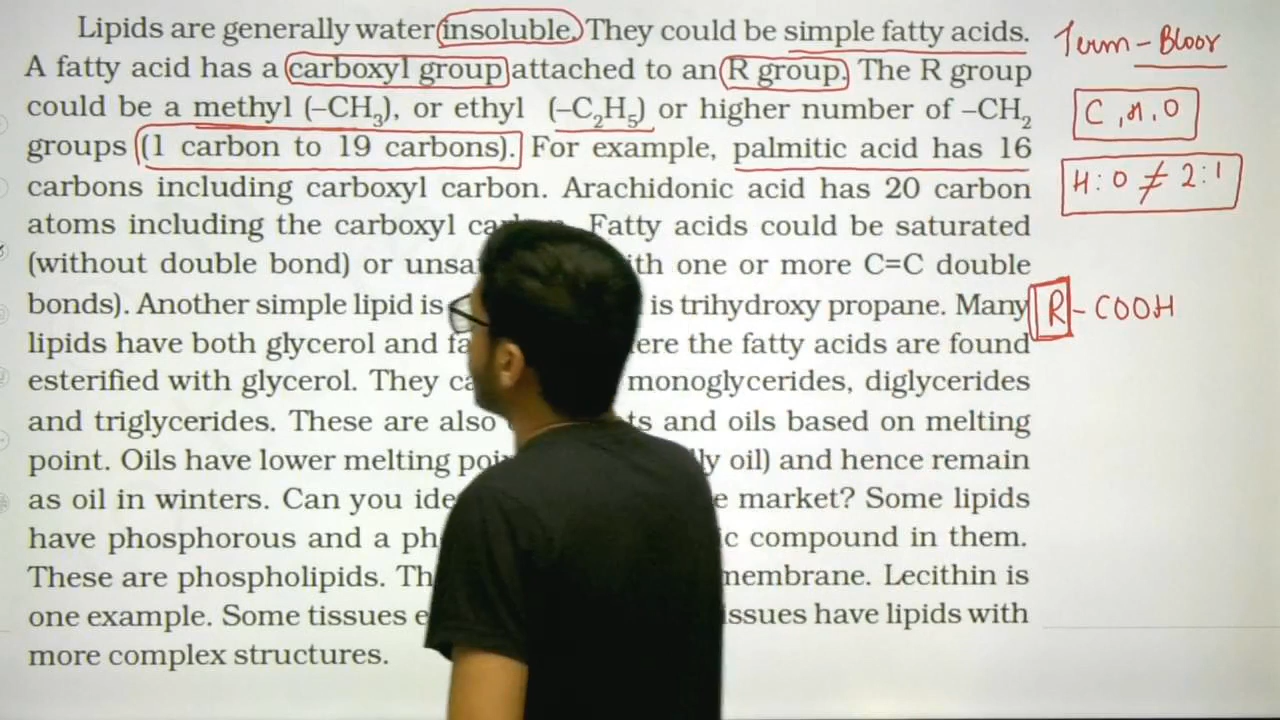 Lipids are generally water insoluble. They could be simple fatty acids.
A fatty acid has a carboxyl group attached to an R group. The R group
could be a methyl (–CH₃), or ethyl (–C₂H₅) or higher number of –CH₂
groups (1 carbon to 19 carbons). For example, palmitic acid has 16
carbons including carboxyl carbon. Arachidonic acid has 20 carbon
atoms including the carboxyl Fatty acids could be saturated
(without double bond) or with one or more C=C double
bonds). Another simple lipid is is trihydroxy propane. Many
lipids have both glycerol and the fatty acids are found
esterified with glycerol. They monoglycerides, diglycerides
and triglycerides. These are also and oils based on melting
point. Oils have lower melting oil) and hence remain
as oil in winters. Can you market? Some lipids
have phosphorous and a compound in them.
These are phospholipids. Lecithin is
one example. Some tissues have lipids with
more complex structures.
Term - Bloor
C, H, O
H : O ≠ 2 : 1
R - COOH